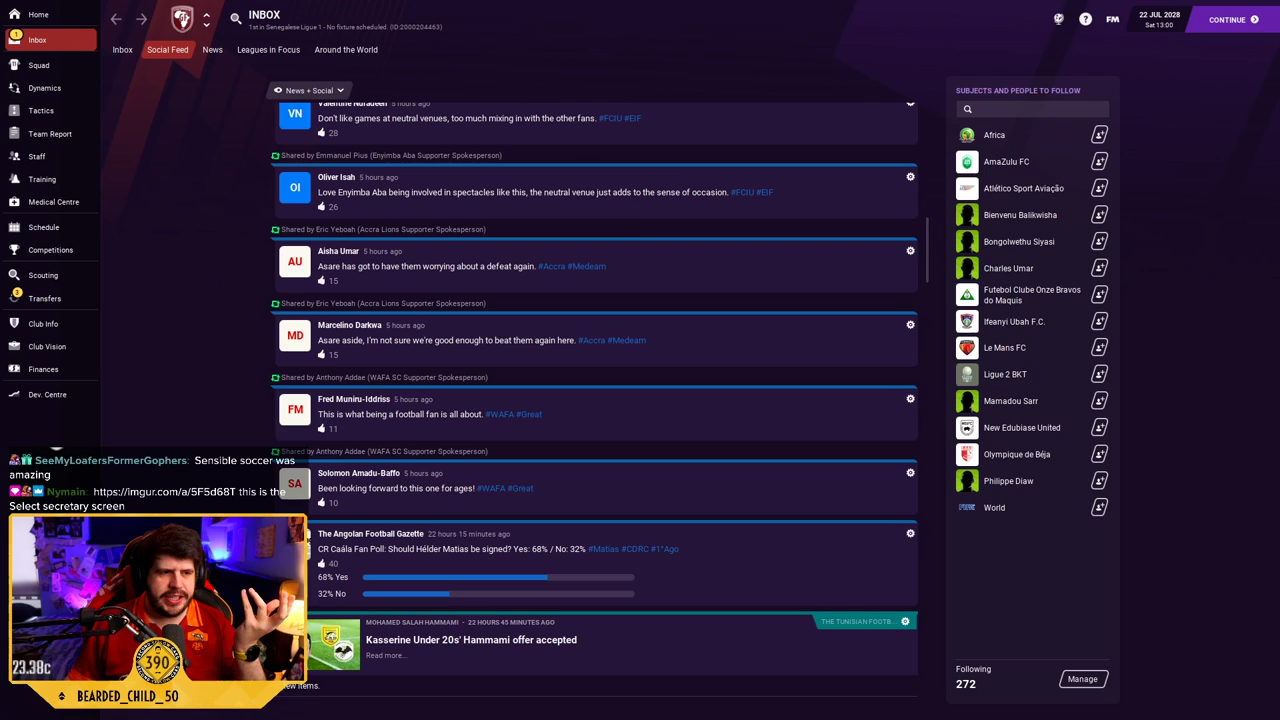 Home
INBOX
1st in Senegalese Ligue 1 - No fixture scheduled. (ID:2000204463)
22 JUL 2028
Sat 13:00
FM
CONTINUE
1
Inbox
Squad
Dynamics
Tactics
Team Report
Staff
Training
Medical Centre
Schedule
Competitions
Scouting
3
Transfers
Club Info
Club Vision
Finances
Dev. Centre
Inbox
Social Feed
News
Leagues in Focus
Around the World
News + Social
VN
Valentine Nuradeen 5 hours ago
Don't like games at neutral venues, too much mixing in with the other fans. #FCIU #EIF
28
Shared by Emmanuel Pius (Enyimba Aba Supporter Spokesperson)
OI
Oliver Isah 5 hours ago
Love Enyimba Aba being involved in spectacles like this, the neutral venue just adds to the sense of occasion. #FCIU #EIF
26
Shared by Eric Yeboah (Accra Lions Supporter Spokesperson)
AU
Aisha Umar 5 hours ago
Asare has got to have them worrying about a defeat again. #Accra #Medeam
15
Shared by Eric Yeboah (Accra Lions Supporter Spokesperson)
MD
Marcelino Darkwa 5 hours ago
Asare aside, I'm not sure we're good enough to beat them again here. #Accra #Medeam
15
Shared by Anthony Addae (WAFA SC Supporter Spokesperson)
FM
Fred Muniru-Iddriss 5 hours ago
This is what being a football fan is all about. #WAFA #Great
11
Shared by Anthony Addae (WAFA SC Supporter Spokesperson)
SA
Solomon Amadu-Baffo 5 hours ago
Been looking forward to this one for ages! #WAFA #Great
10
The Angolan Football Gazette 22 hours 15 minutes ago
CR Caála Fan Poll: Should Hélder Matias be signed? Yes: 68% / No: 32% #Matias #CDRC #1°Ago
40
68% Yes
32% No
MOHAMED SALAH HAMMAMI - 22 HOURS 45 MINUTES AGO
THE TUNISIAN FOOTB...
Kasserine Under 20s' Hammami offer accepted
Read more...
new items.
SUBJECTS AND PEOPLE TO FOLLOW
Africa
AmaZulu FC
Atlético Sport Aviação
Bienvenu Balikwisha
Bongolwethu Siyasi
Charles Umar
Futebol Clube Onze Bravos do Maquis
Ifeanyi Ubah F.C.
Le Mans FC
Ligue 2 BKT
Mamadou Sarr
New Edubiase United
Olympique de Béja
Philippe Diaw
World
Following
272
Manage
SeeMyLoafersFormerGophers: Sensible soccer was
amazing
Nymain: https://imgur.com/a/5F5d68T this is the
Select secretary screen
23.38c
390
BEARDED_CHILD_50